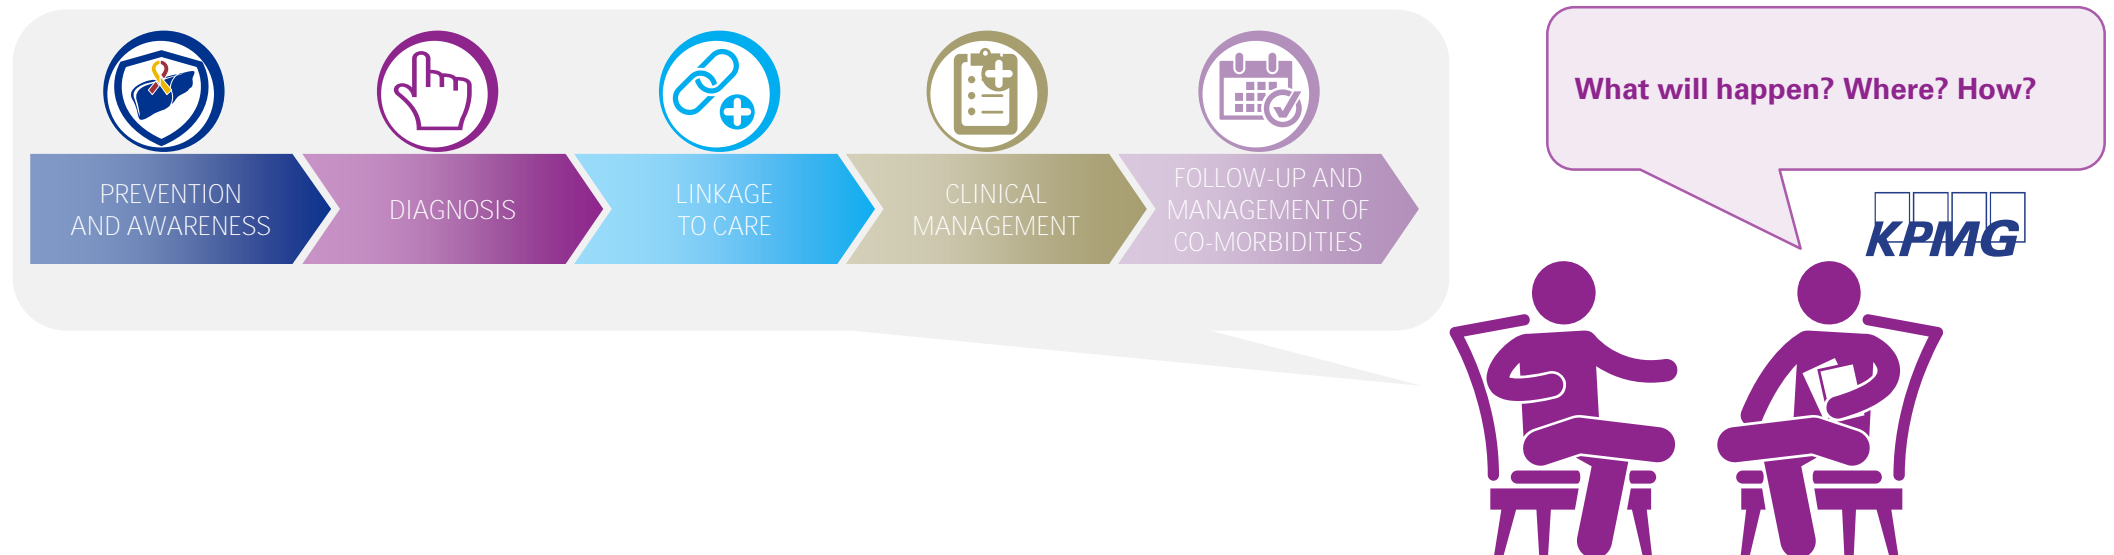 PREVENTION
AND AWARENESS
DIAGNOSIS
LINKAGE
TO CARE
CLINICAL
MANAGEMENT
FOLLOW-UP AND
MANAGEMENT OF
CO-MORBIDITIES
What will happen? Where? How?
KPMG